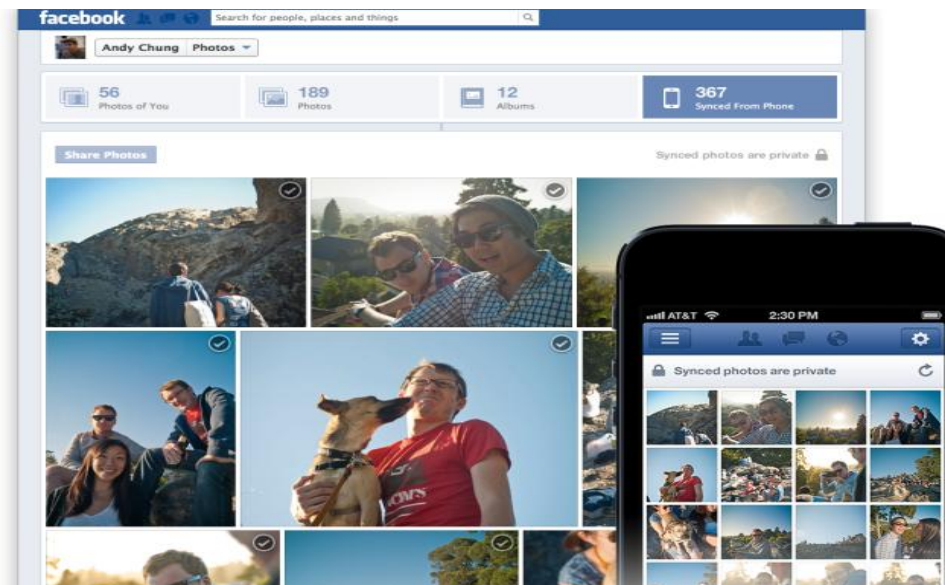 facebook
Search for people, places and things
Andy Chung Photos
56
Photos of You
189
Photos
12
Albums
367
Synced From Phone
Share Photos
Synced photos are private
AT&T 2:30 PM
Synced photos are private